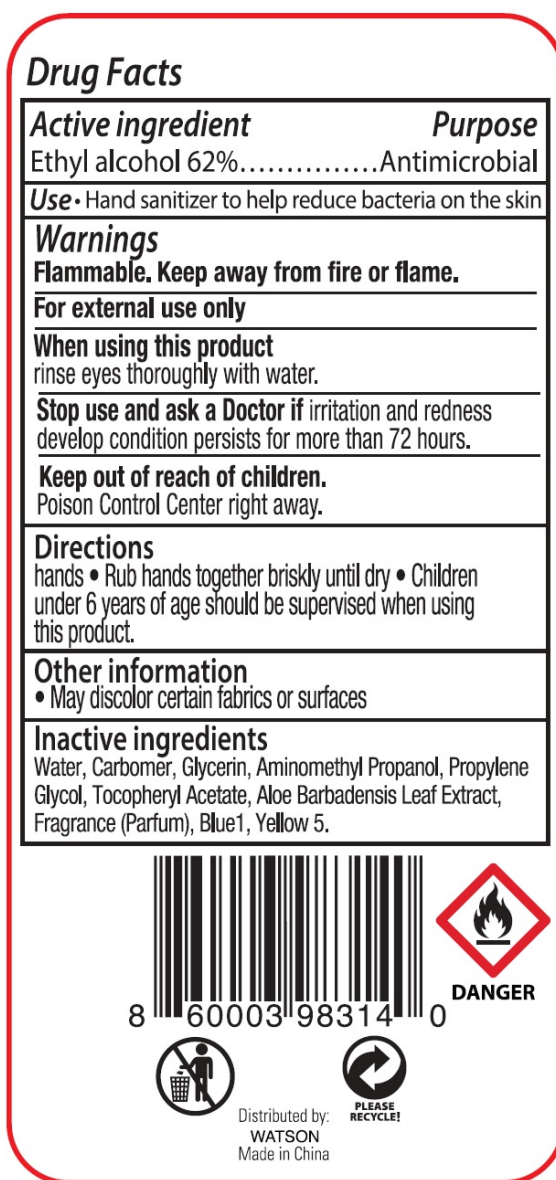 Drug Facts
Active ingredient Purpose
Ethyl alcohol 62%...............Antimicrobial
Use • Hand sanitizer to help reduce bacteria on the skin
Warnings
Flammable. Keep away from fire or flame.
For external use only
When using this product
rinse eyes thoroughly with water.
Stop use and ask a Doctor if irritation and redness
develop condition persists for more than 72 hours.
Keep out of reach of children.
Poison Control Center right away.
Directions
hands • Rub hands together briskly until dry • Children
under 6 years of age should be supervised when using
this product.
Other information
• May discolor certain fabrics or surfaces
Inactive ingredients
Water, Carbomer, Glycerin, Aminomethyl Propanol, Propylene
Glycol, Tocopheryl Acetate, Aloe Barbadensis Leaf Extract,
Fragrance (Parfum), Blue1, Yellow 5.
DANGER
8 60003 98314 0
PLEASE
RECYCLE!
Distributed by:
WATSON
Made in China